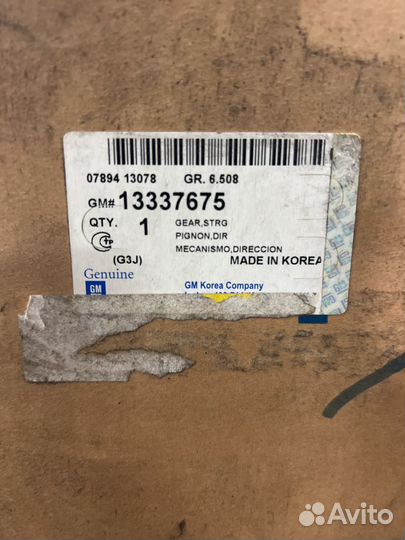 07894 13078 GR. 6.508
GM# 13337675
QTY. 1
GEAR,STRG
PIGNON,DIR
MECANISMO,DIRECCION
(G3J) MADE IN KOREA
Genuine
GM
GM Korea Company
Avito